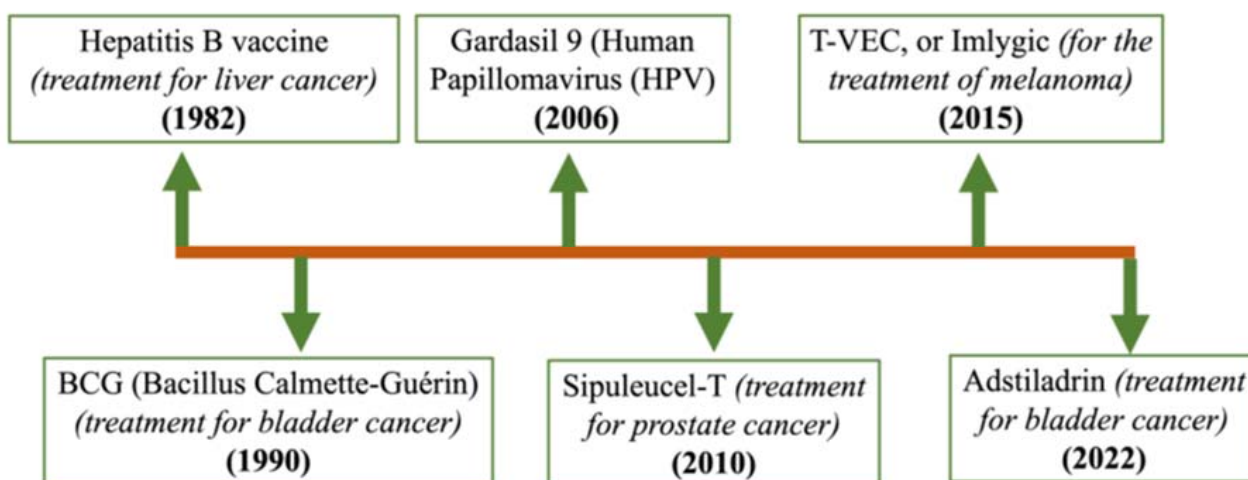 Hepatitis B vaccine
(treatment for liver cancer)
(1982)
Gardasil 9 (Human
Papillomavirus (HPV)
(2006)
T-VEC, or Imlygic (for the
treatment of melanoma)
(2015)
BCG (Bacillus Calmette-Guérin)
(treatment for bladder cancer)
(1990)
Sipuleucel-T (treatment
for prostate cancer)
(2010)
Adstiladrin (treatment
for bladder cancer)
(2022)